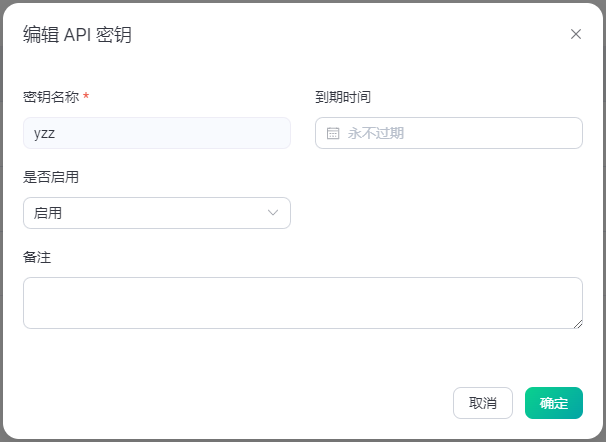 编辑 API 密钥
密钥名称 *
到期时间
yzz
永不过期
是否启用
启用
备注
取消
确定